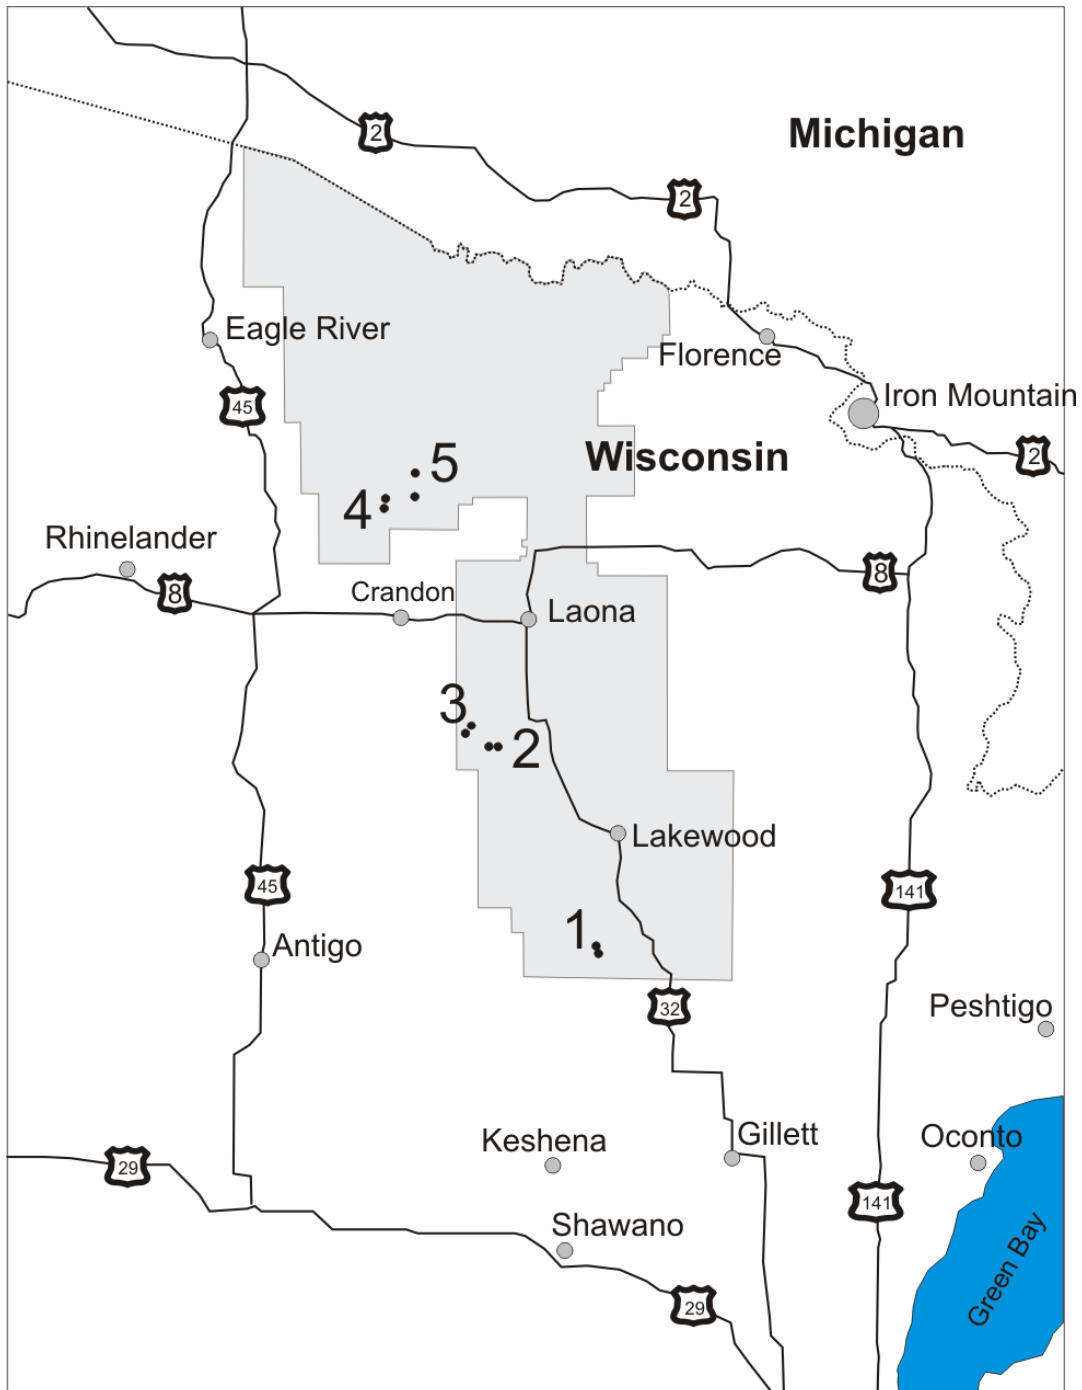 Michigan
2
2
Eagle River
Florence
Iron Mountain
45
Wisconsin
2
5
4
Rhinelander
8
8
Crandon
Laona
3
2
Lakewood
45
141
1
Antigo
32
Peshtigo
Keshena
Gillett
Oconto
29
141
Shawano
Green Bay
29